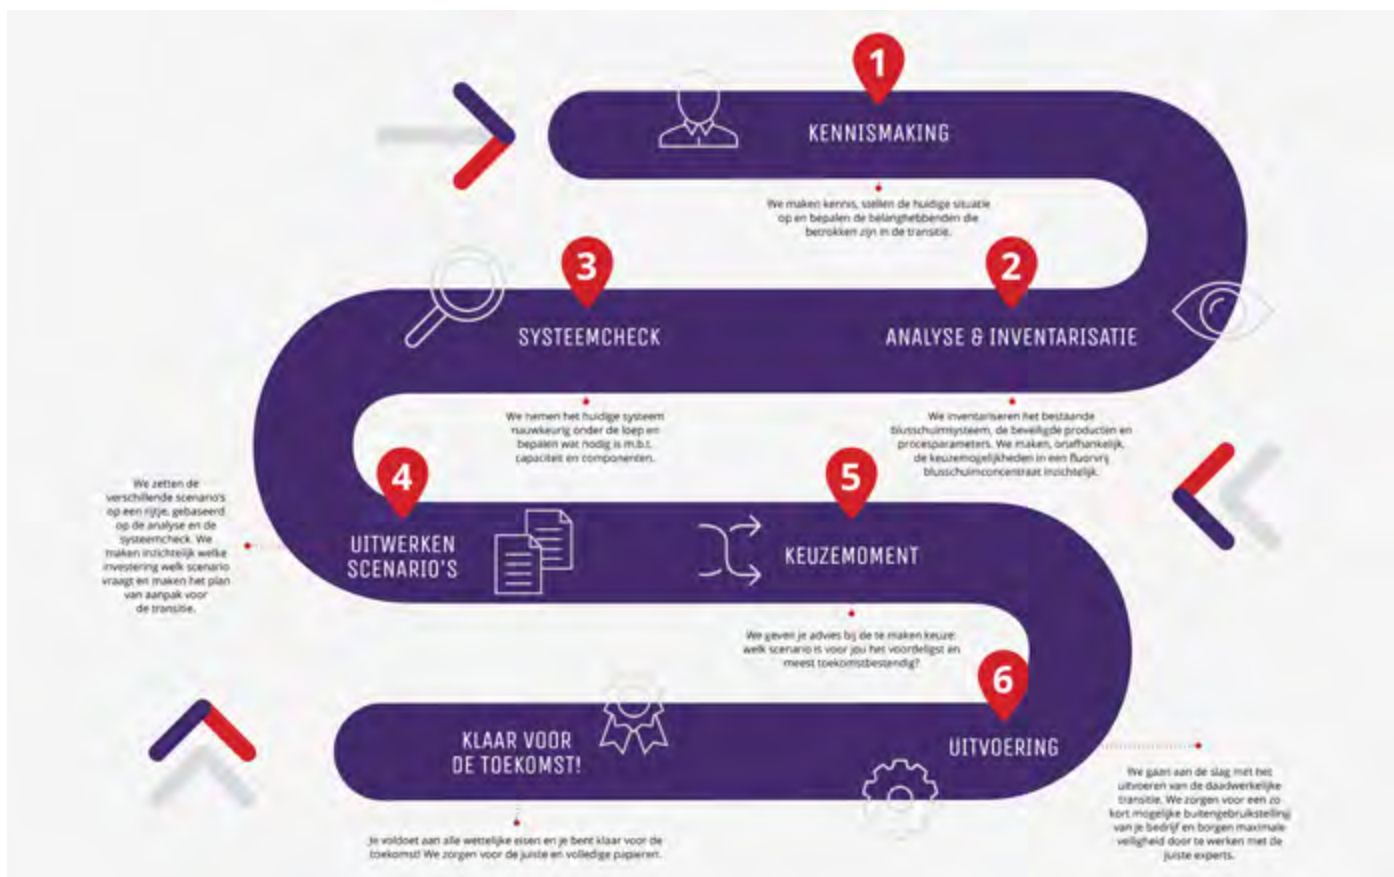 1
KENNISMAKING
We maken kennis, stellen de huidige situatie
op en bepalen de belanghebbenden die
betrokken zijn in de transitie.
2
ANALYSE & INVENTARISATIE
We inventariseren het bestaande
blusschuimsysteem, de beveiligde producten en
procesparameters. We maken, onafhankelijk,
de keuzemogelijkheden in een fluorvrij
blusschuimconcentraat inzichtelijk.
3
SYSTEEMCHECK
We nemen het huidige systeem
nauwkeurig onder de loep en
bepalen wat nodig is m.b.t.
capaciteit en componenten.
4
UITWERKEN
SCENARIO'S
We zetten de
verschillende scenario's
op een rijtje, gebaseerd
op de analyse en de
systeemcheck. We
maken inzichtelijk welke
investering welk scenario
vraagt en maken het plan
van aanpak voor
de transitie.
5
KEUZEMOMENT
We geven je advies bij de te maken keuze:
welk scenario is voor jou het voordeligst en
meest toekomstbestendig?
6
UITVOERING
We gaan aan de slag met het
uitvoeren van de daadwerkelijke
transitie. We zorgen voor een zo
kort mogelijke buitengebruikstelling
van je bedrijf en borgen maximale
veiligheid door te werken met de
juiste experts.
KLAAR VOOR
DE TOEKOMST!
Je voldoet aan alle wettelijke eisen en je bent klaar voor de
toekomst! We zorgen voor de juiste en volledige papieren.